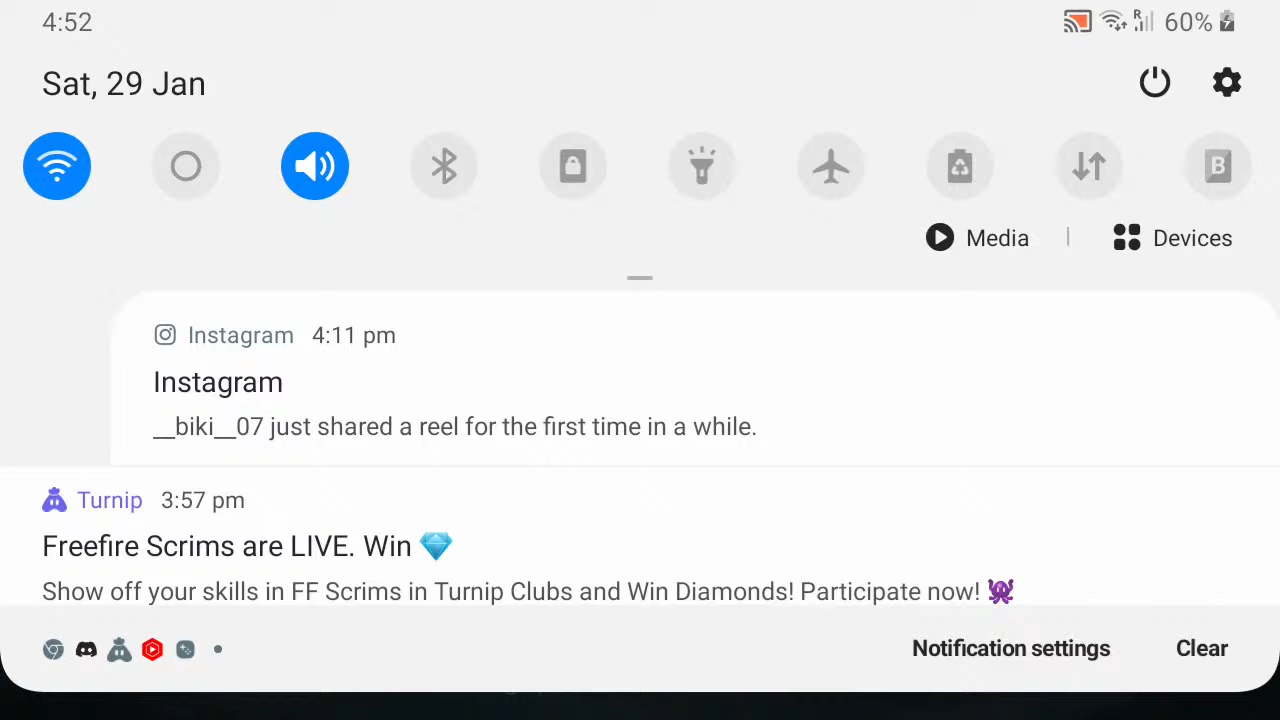 4:52
R 60%
Sat, 29 Jan
B
Media | Devices
Instagram 4:11 pm
Instagram
__biki__07 just shared a reel for the first time in a while.
Turnip 3:57 pm
Freefire Scrims are LIVE. Win 💎
Show off your skills in FF Scrims in Turnip Clubs and Win Diamonds! Participate now! 🐙
Notification settings Clear